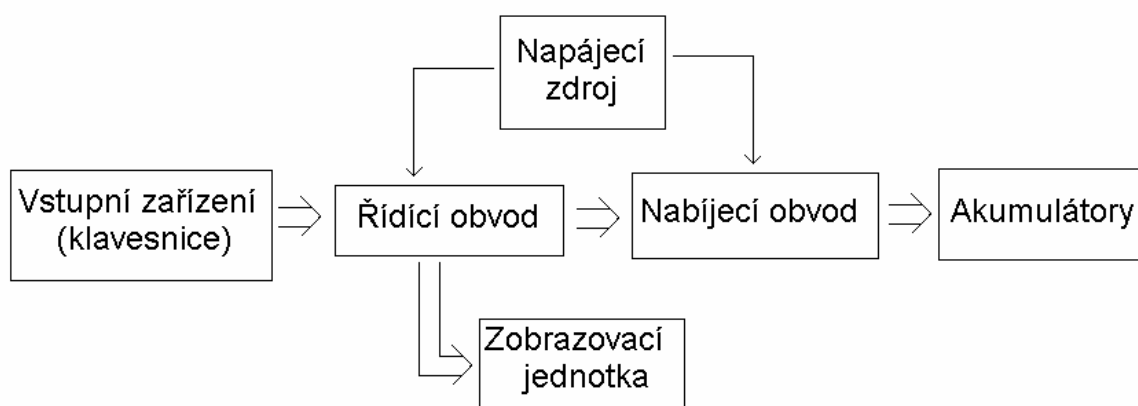 Napájecí
zdroj
Vstupní zařízení
(klavesnice)
Řídící obvod
Nabíjecí obvod
Akumulátory
Zobrazovací
jednotka